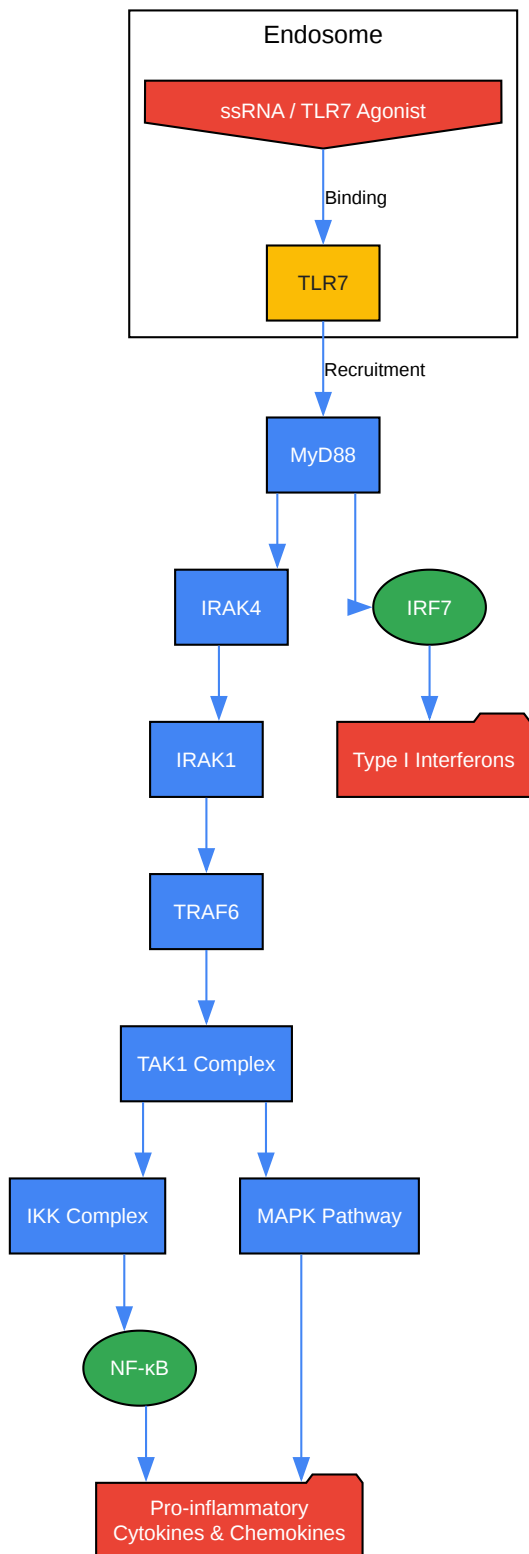 Endosome
ssRNA / TLR7 Agonist
Binding
TLR7
Recruitment
MyD88
IRAK4
IRF7
IRAK1
Type I Interferons
TRAF6
TAK1 Complex
IKK Complex
MAPK Pathway
NF-κB
Pro-inflammatory
Cytokines & Chemokines